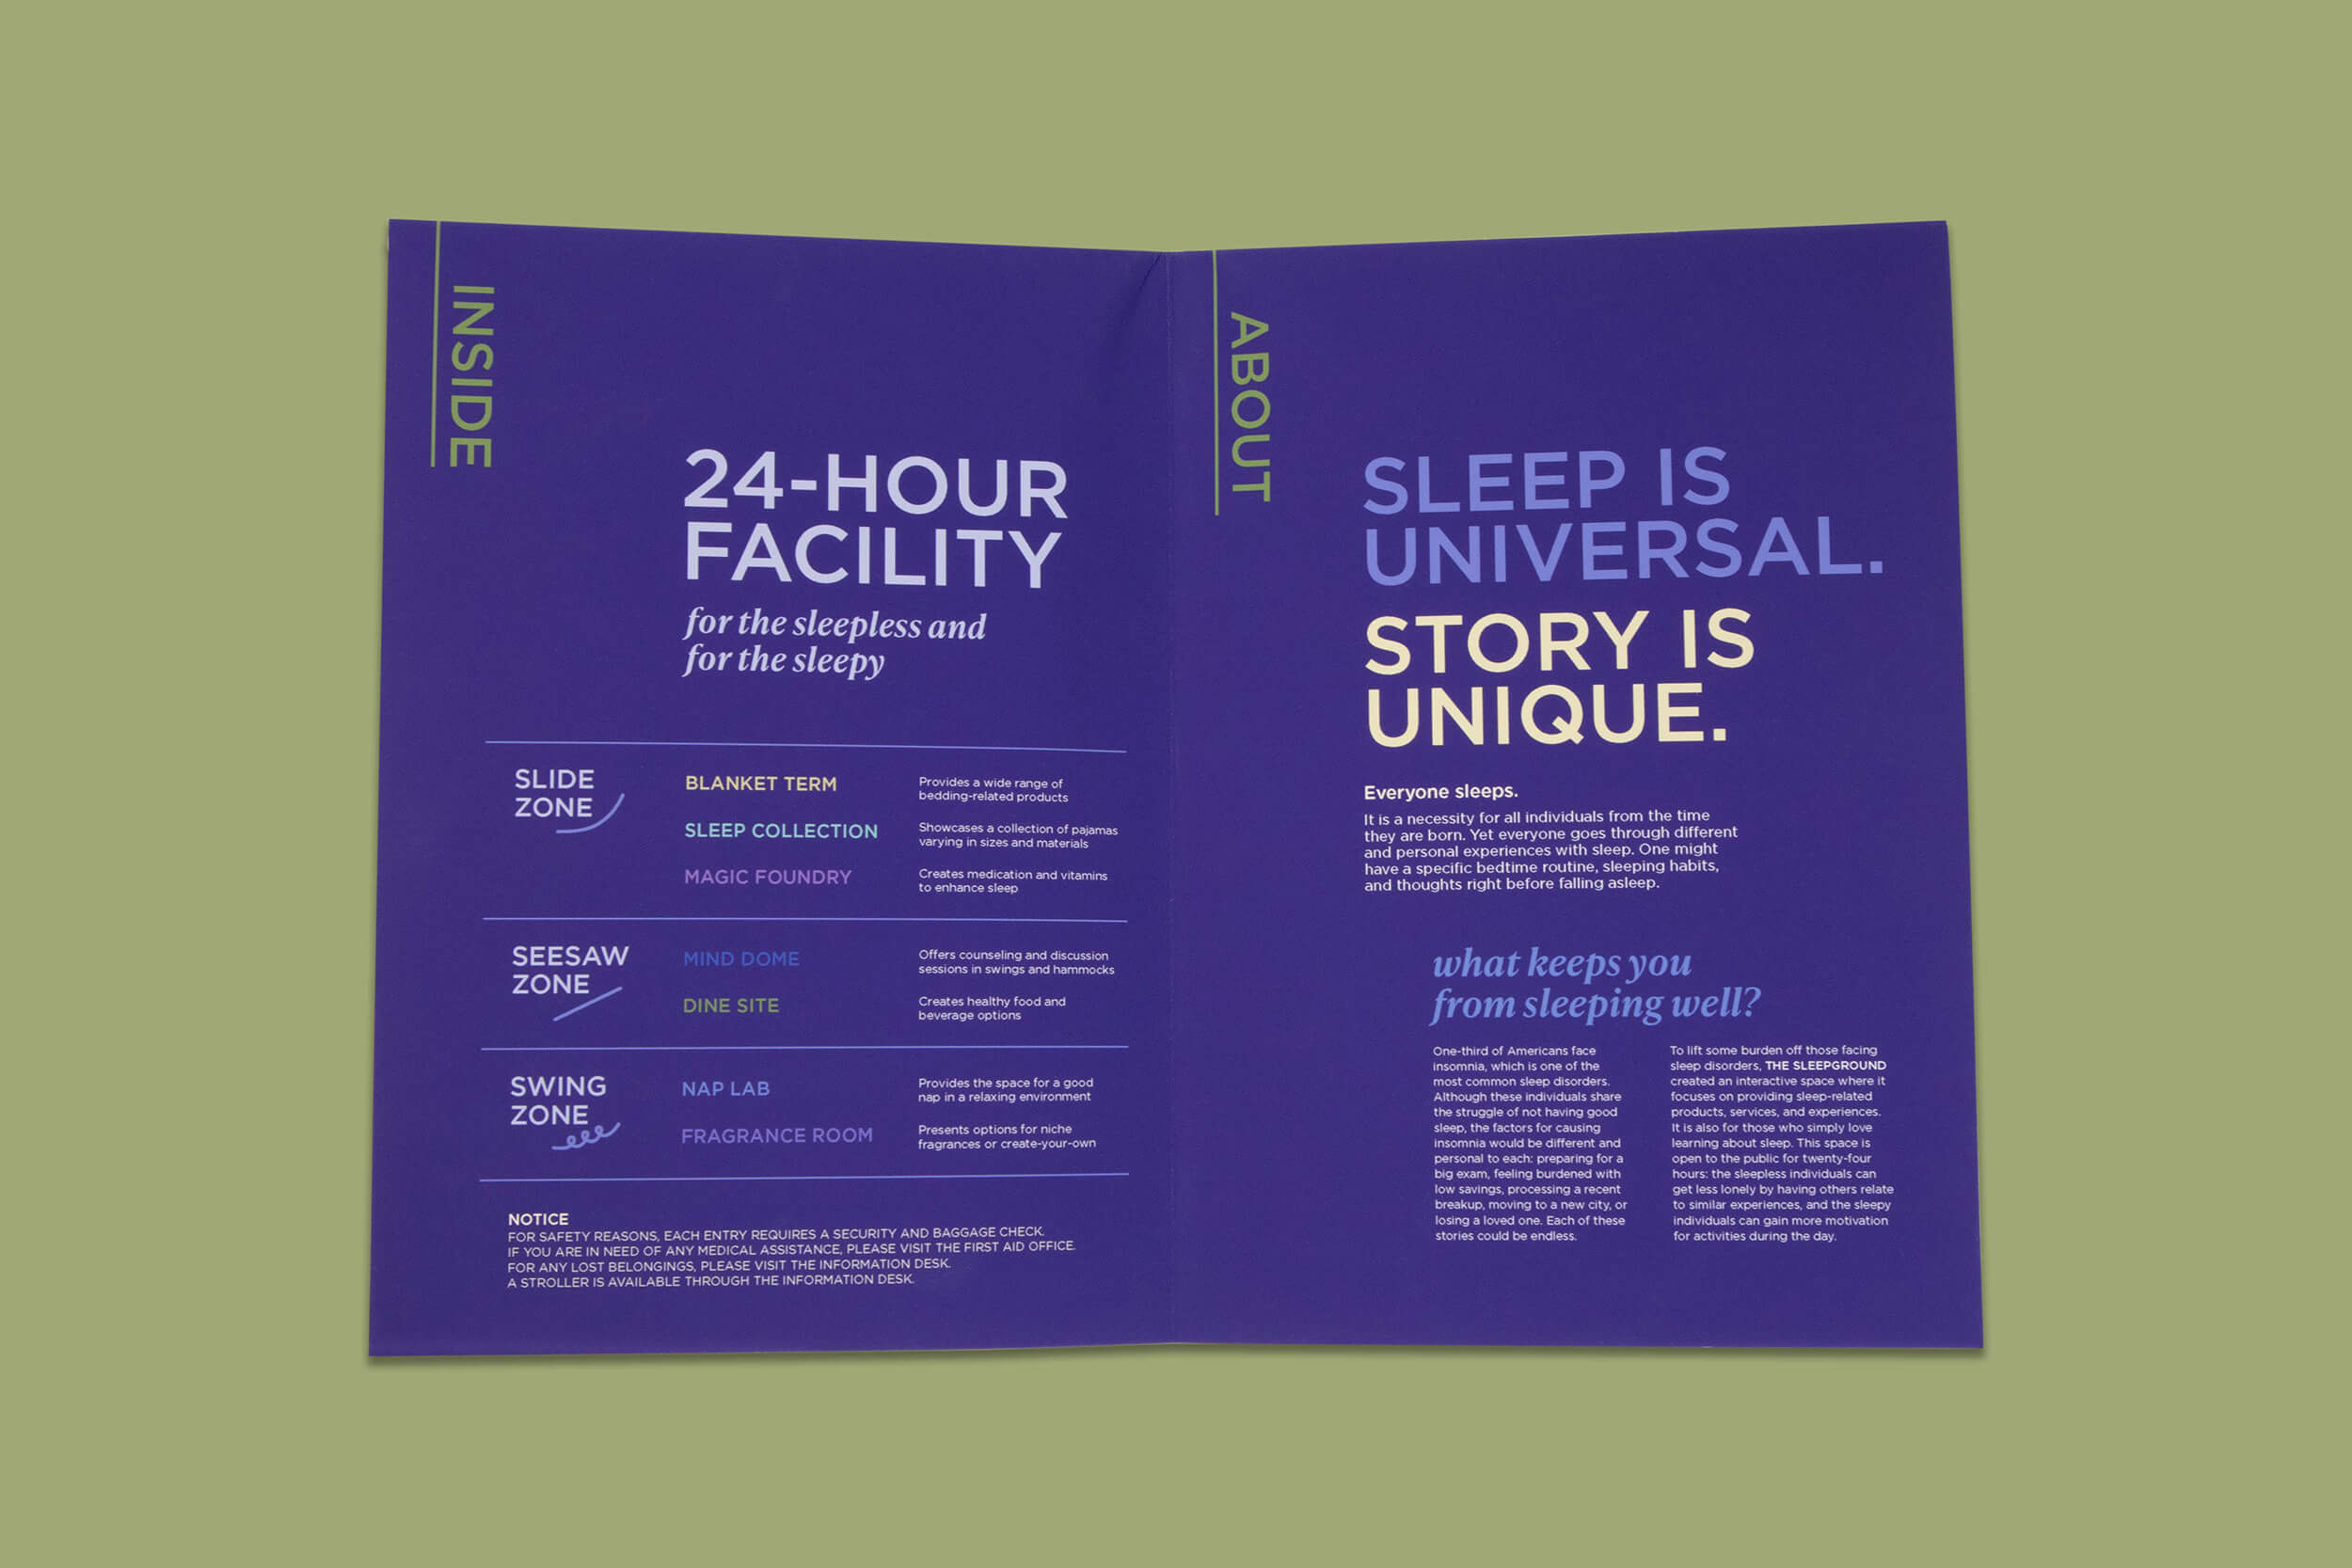 INSIDE
24-HOUR
FACILITY
for the sleepless and
for the sleepy
SLIDE
ZONE
BLANKET TERM
Provides a wide range of
bedding-related products
SLEEP COLLECTION
Showcases a collection of pajamas
varying in sizes and materials
MAGIC FOUNDRY
Creates medication and vitamins
to enhance sleep
SEESAW
ZONE
MIND DOME
Offers counseling and discussion
sessions in swings and hammocks
DINE SITE
Creates healthy food and
beverage options
SWING
ZONE
NAP LAB
Provides the space for a good
nap in a relaxing environment
FRAGRANCE ROOM
Presents options for niche
fragrances or create-your-own
NOTICE
FOR SAFETY REASONS, EACH ENTRY REQUIRES A SECURITY AND BAGGAGE CHECK.
IF YOU ARE IN NEED OF ANY MEDICAL ASSISTANCE, PLEASE VISIT THE FIRST AID OFFICE.
FOR ANY LOST BELONGINGS, PLEASE VISIT THE INFORMATION DESK.
A STROLLER IS AVAILABLE THROUGH THE INFORMATION DESK.
ABOUT
SLEEP IS
UNIVERSAL.
STORY IS
UNIQUE.
Everyone sleeps.
It is a necessity for all individuals from the time
they are born. Yet everyone goes through different
and personal experiences with sleep. One might
have a specific bedtime routine, sleeping habits,
and thoughts right before falling asleep.
what keeps you
from sleeping well?
One-third of Americans face
insomnia, which is one of the
most common sleep disorders.
Although these individuals share
the struggle of not having good
sleep, the factors for causing
insomnia would be different and
personal to each: preparing for a
big exam, feeling burdened with
low savings, processing a recent
breakup, moving to a new city, or
losing a loved one. Each of these
stories could be endless.
To lift some burden off those facing
sleep disorders, THE SLEEPGROUND
created an interactive space where it
focuses on providing sleep-related
products, services, and experiences.
It is also for those who simply love
learning about sleep. This space is
open to the public for twenty-four
hours: the sleepless individuals can
get less lonely by having others relate
to similar experiences, and the sleepy
individuals can gain more motivation
for activities during the day.